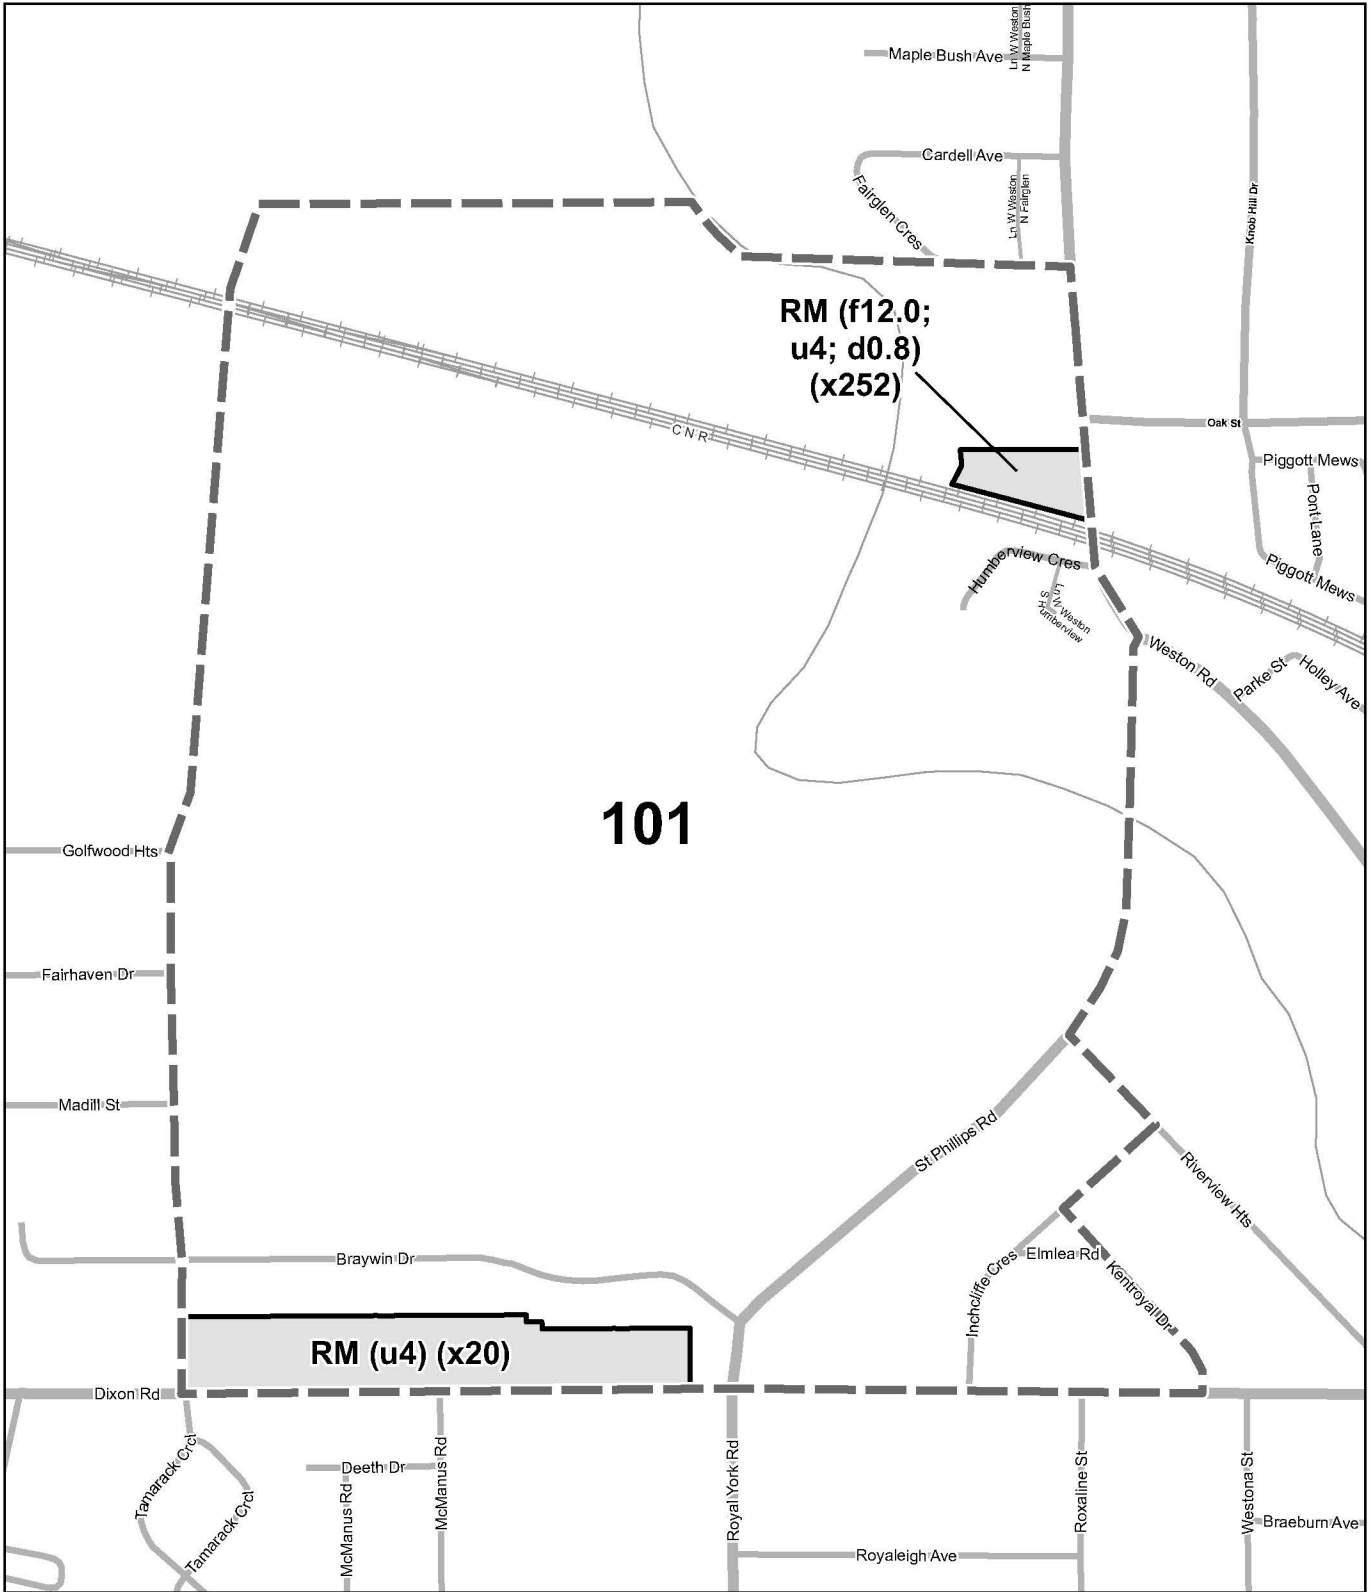 Ln W Weston
N Maple Bush
Maple Bush Ave
Cardell Ave
Fairglen Cres
Ln W Weston
N Fairglen
Knob Hill Dr
RM (f12.0;
u4; d0.8)
(x252)
C N R
Oak St
Piggott Mews
Pont Lane
Piggott Mews
Humberview Cres
Ln W Weston
S Humberview
Weston Rd
Parke St
Holley Ave
101
Golfwood Hts
Fairhaven Dr
Madill St
St Phillips Rd
Riverview Hts
Braywin Dr
Inchcliffe Cres
Elmlea Rd
Kentroyal Dr
RM (u4) (x20)
Dixon Rd
Tamarack Crcl
Tamarack Crcl
Deeth Dr
McManus Rd
McManus Rd
Royal York Rd
Royaleigh Ave
Roxaline St
Westona St
Braeburn Ave